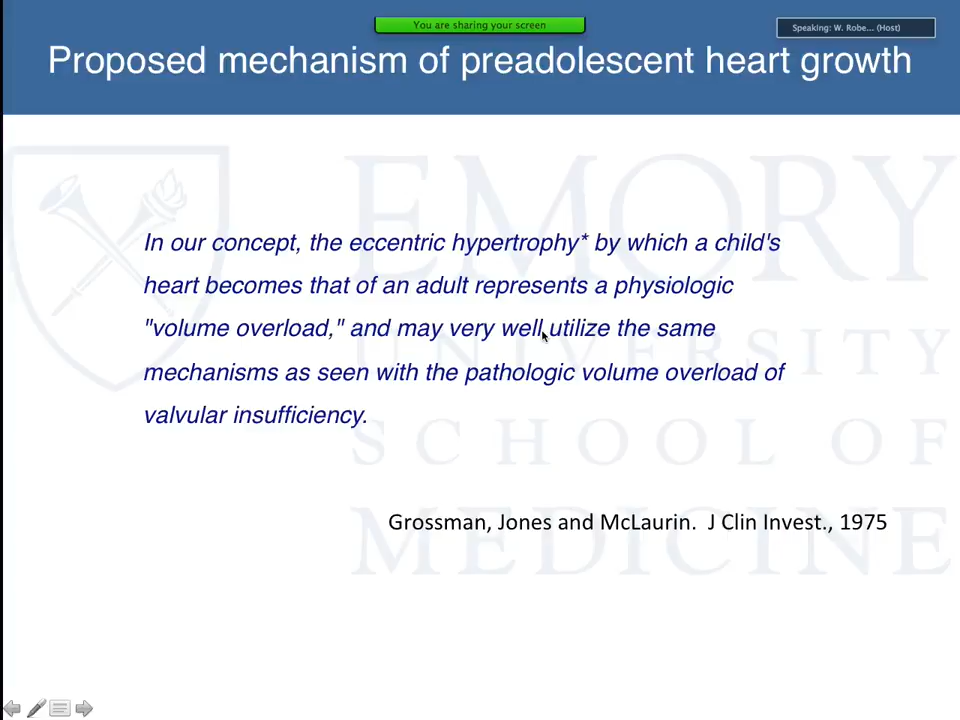 You are sharing your screen
Speaking: W. Robe... (Host)
Proposed mechanism of preadolescent heart growth
In our concept, the eccentric hypertrophy* by which a child's
heart becomes that of an adult represents a physiologic
"volume overload," and may very well utilize the same
mechanisms as seen with the pathologic volume overload of
valvular insufficiency.
Grossman, Jones and McLaurin. J Clin Invest., 1975
EMORY
UNIVERSITY
SCHOOL OF
MEDICINE